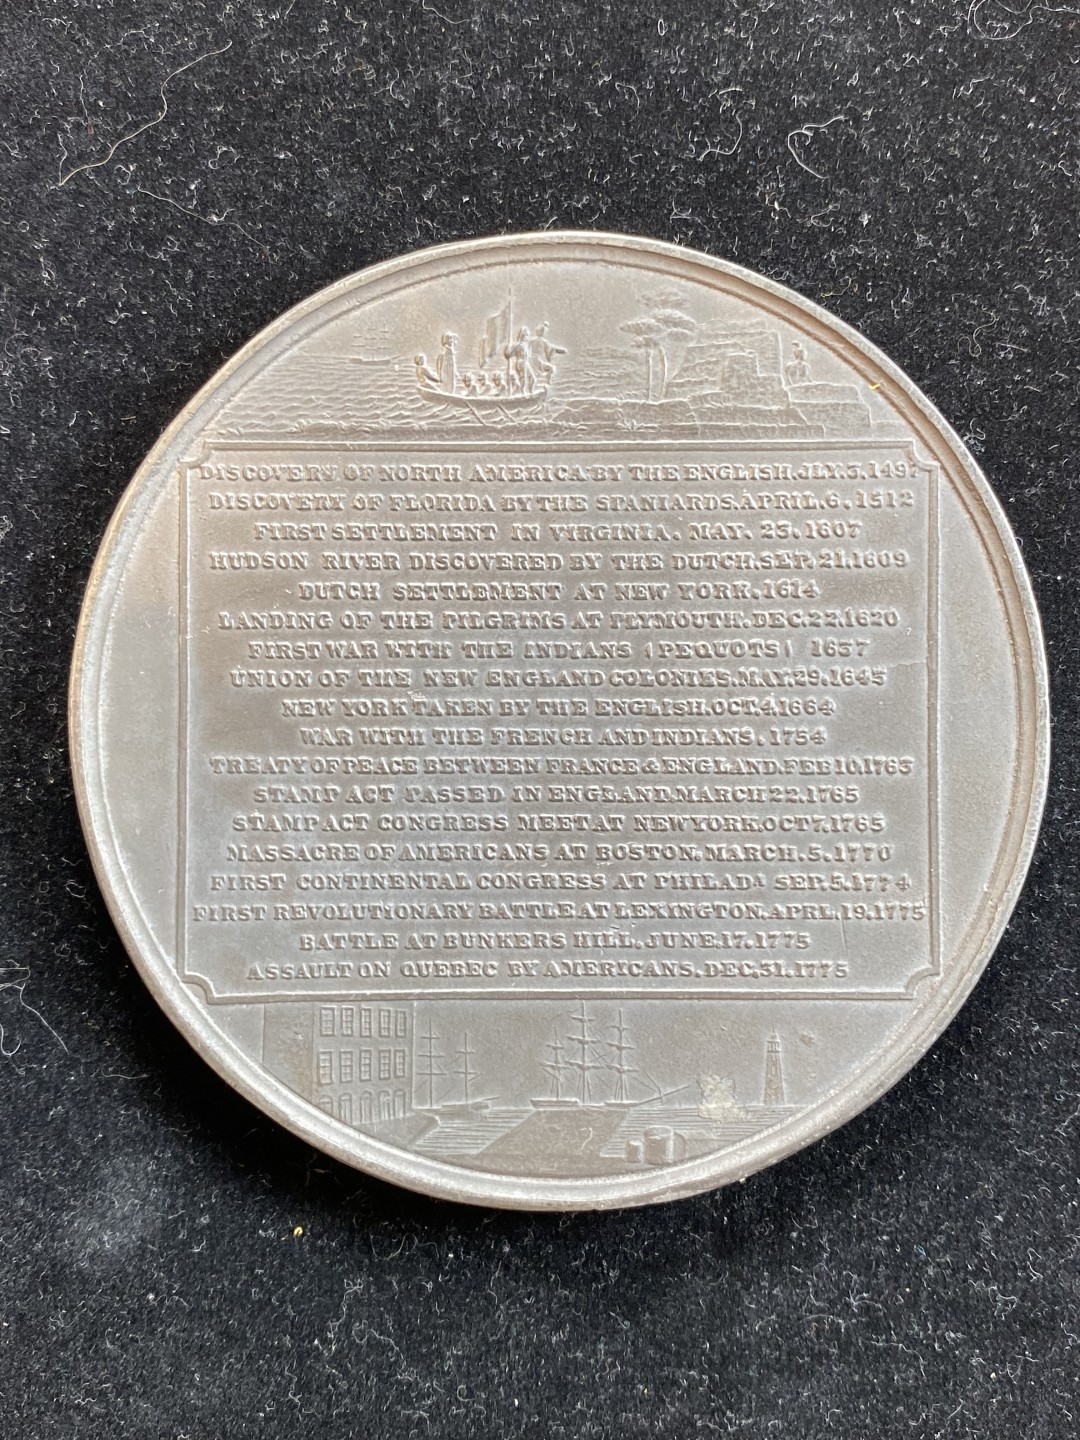 DISCOVERY OF NORTH AMERICA BY THE ENGLISH. JLY. 3. 1497
DISCOVERY OF FLORIDA BY THE SPANIARDS. APRIL. 6. 1512
FIRST SETTLEMENT IN VIRGINIA. MAY. 23. 1607
HUDSON RIVER DISCOVERED BY THE DUTCH. SEP. 21. 1609
DUTCH SETTLEMENT AT NEW YORK. 1614
LANDING OF THE PILGRIMS AT PLYMOUTH. DEC. 22. 1620
FIRST WAR WITH THE INDIANS (PEQUOTS) 1637
UNION OF THE NEW ENGLAND COLONIES. MAY. 29. 1643
NEW YORK TAKEN BY THE ENGLISH. OCT. 4. 1664
WAR WITH THE FRENCH AND INDIANS. 1754
TREATY OF PEACE BETWEEN FRANCE & ENGLAND. FEB 10. 1763
STAMP ACT PASSED IN ENGLAND. MARCH 22. 1765
STAMP ACT CONGRESS MEET AT NEW YORK. OCT 7. 1765
MASSACRE OF AMERICANS AT BOSTON. MARCH. 5. 1770
FIRST CONTINENTAL CONGRESS AT PHILADA SEP. 5. 1774
FIRST REVOLUTIONARY BATTLE AT LEXINGTON. APRL. 19. 1775
BATTLE AT BUNKERS HILL. JUNE. 17. 1775
ASSAULT ON QUEBEC BY AMERICANS. DEC. 31. 1775